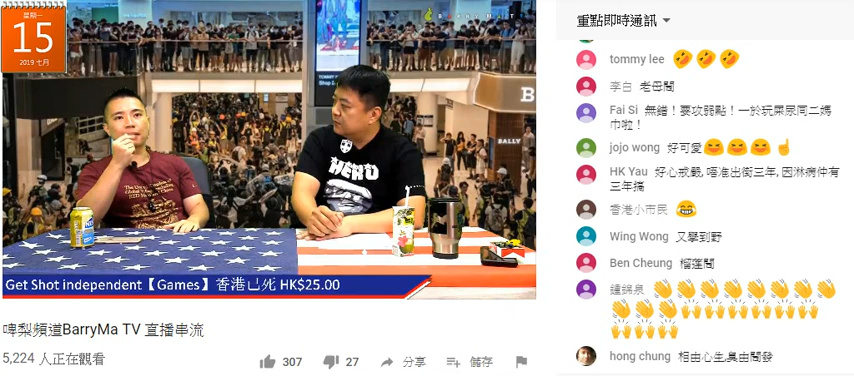 星期一
15
2019 七月
BARRYMATV
B
BALLY
HERO
Get Shot independent【Games】香港已死 HK$25.00
啤梨頻道BarryMa TV 直播串流
5,224 人正在觀看
307
27
分享
儲存
重點即時通訊
tommy lee 🤣🤣🤣
李白 老母閪
Fai Si 無錯！要攻弱點！一於玩屎尿同二媽
巾啦！
jojo wong 好可愛😆😆😆☝
HK Yau 好心戒嚴, 唔准出街三年, 因淋病仲有
三年搞
香港小市民 😂
Wing Wong 又學到野
Ben Cheung 榴蓮閪
鍾錦泉 👋👋👋👋👋👋👋👋
👋👋👋🙌🙌🙌🙌🙌🙌
🙌🙌🙌🙌
hong chung 相由心生,臭由閪發